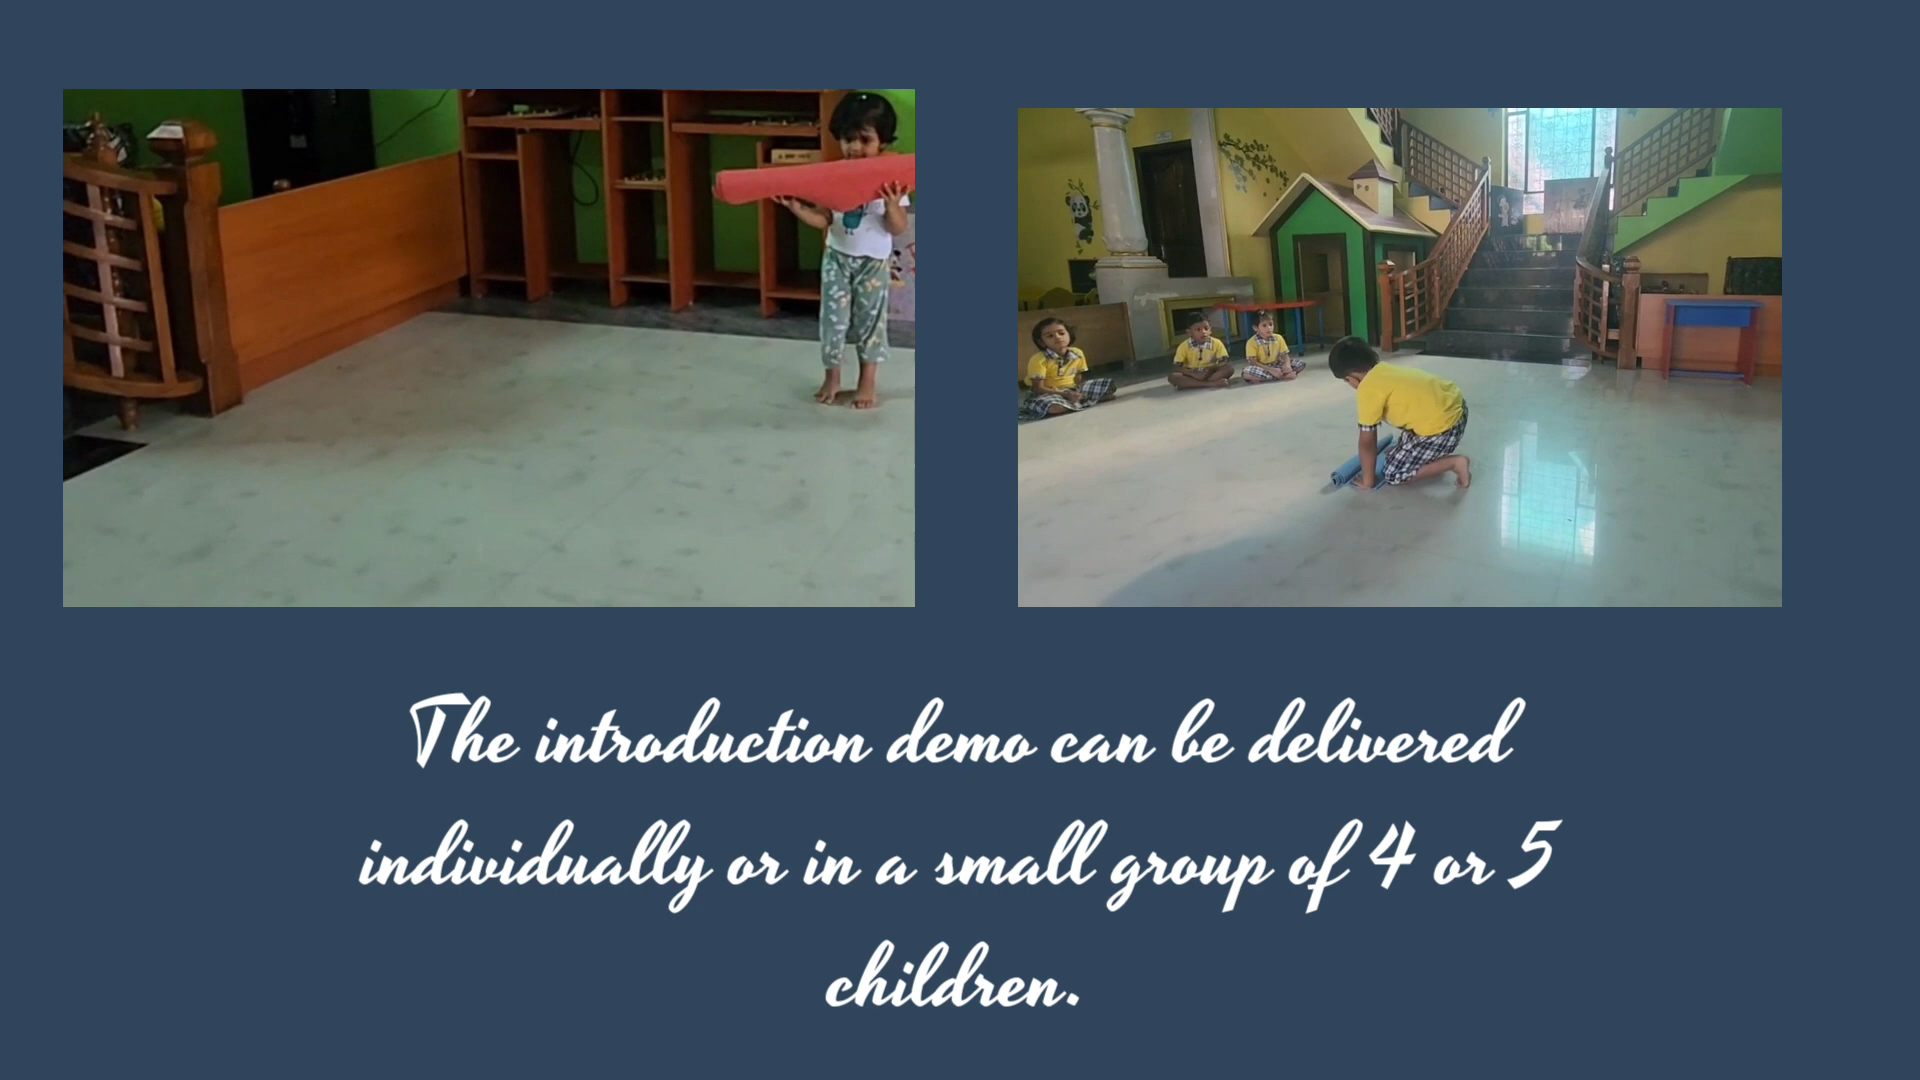 The introduction demo can be delivered
individually or in a small group of 4 or 5
children.